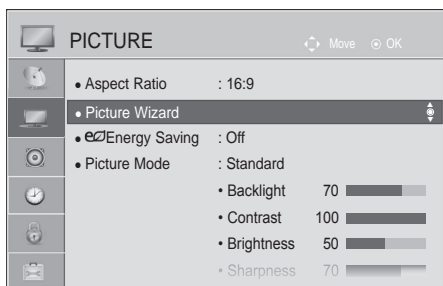 PICTURE
Move OK
• Aspect Ratio : 16:9
• Picture Wizard
• Energy Saving : Off
• Picture Mode : Standard
• Backlight 70
• Contrast 100
• Brightness 50
• Sharpness 70